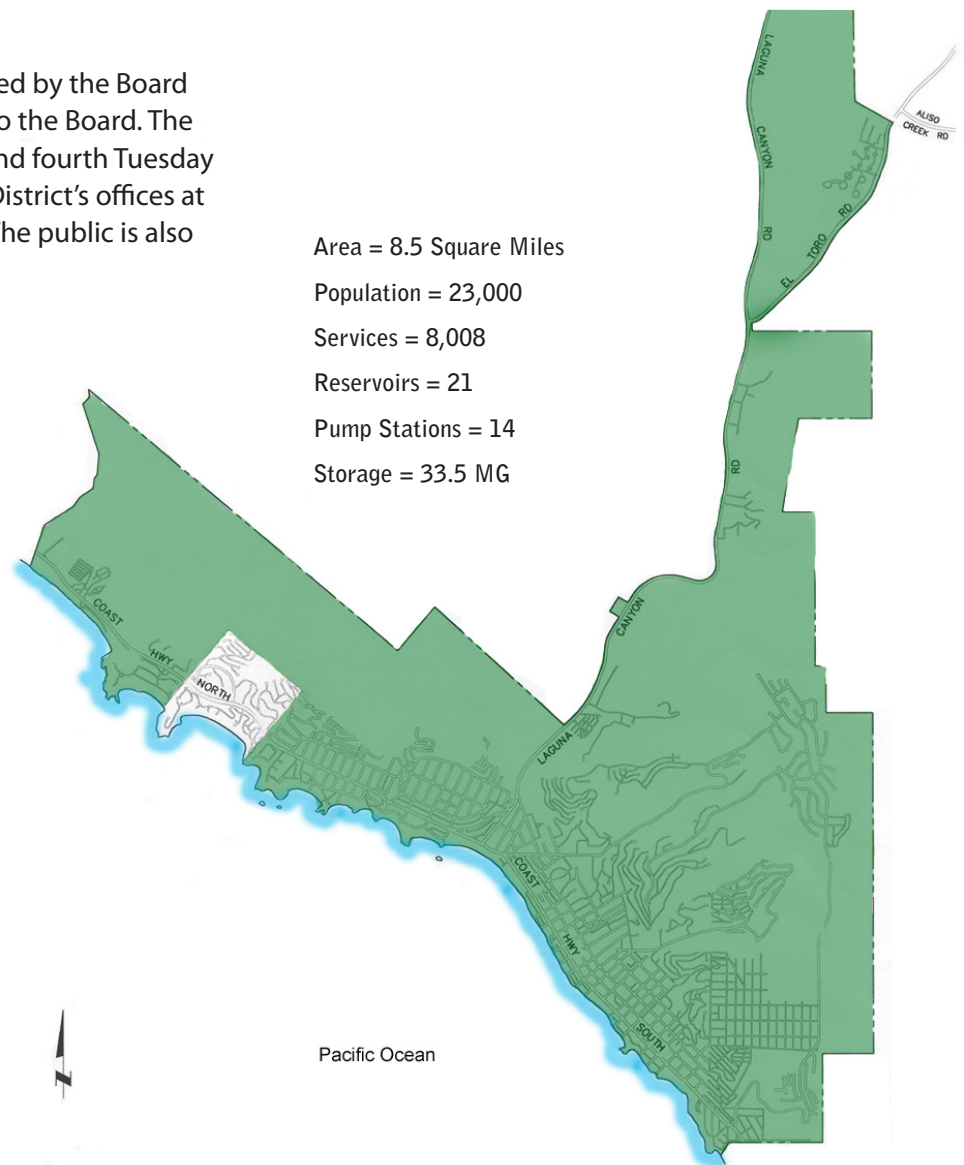 ed by the Board
o the Board. The
nd fourth Tuesday
District's offices at
he public is also
Area = 8.5 Square Miles
Population = 23,000
Services = 8,008
Reservoirs = 21
Pump Stations = 14
Storage = 33.5 MG
LAGUNA
CANYON
RD
ALISO
CREEK RD
EL TORO RD
RD
CANYON
LAGUNA
COAST
HWY
NORTH
COAST
HWY
SOUTH
Pacific Ocean